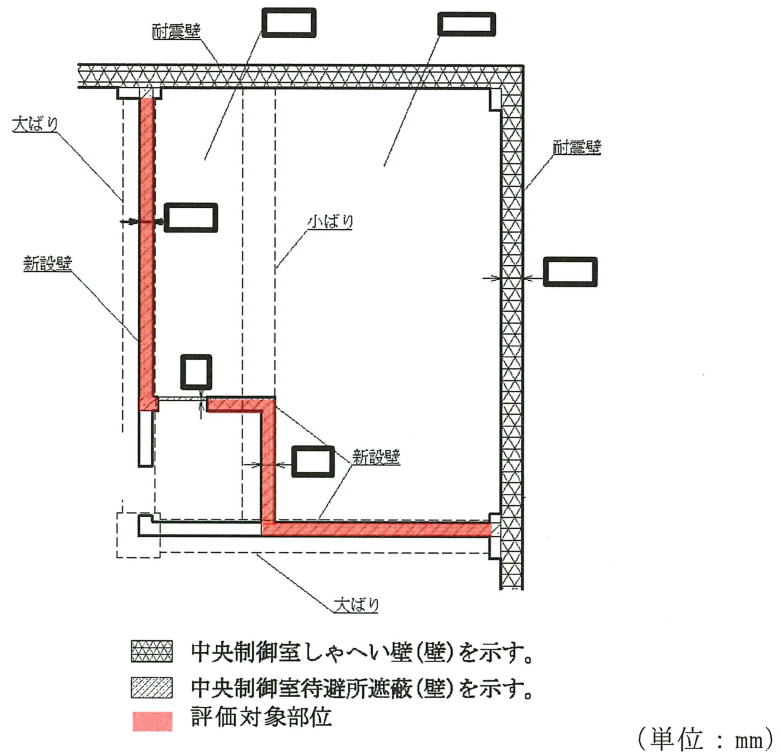 耐震壁
大ばり
耐震壁
小ばり
新設壁
新設壁
大ばり
中央制御室しゃへい壁(壁)を示す。
中央制御室待避所遮蔽(壁)を示す。
評価対象部位
(単位：mm)